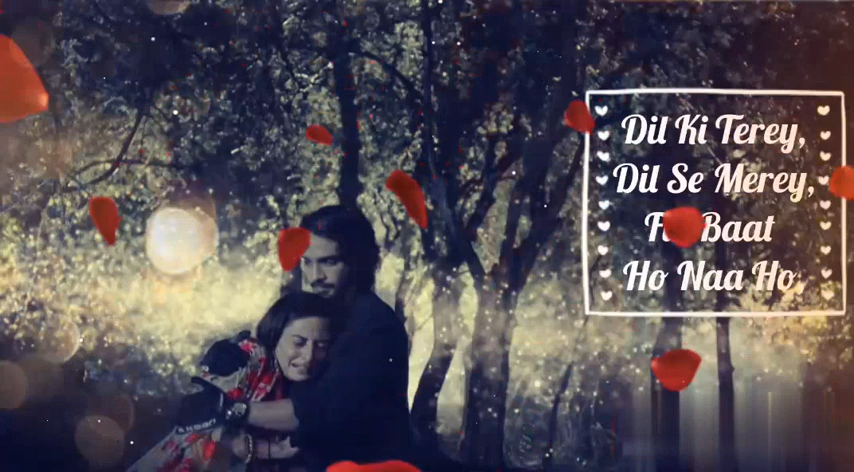 Dil Ki Terey,
Dil Se Merey,
Baat
Ho Naa Ho,